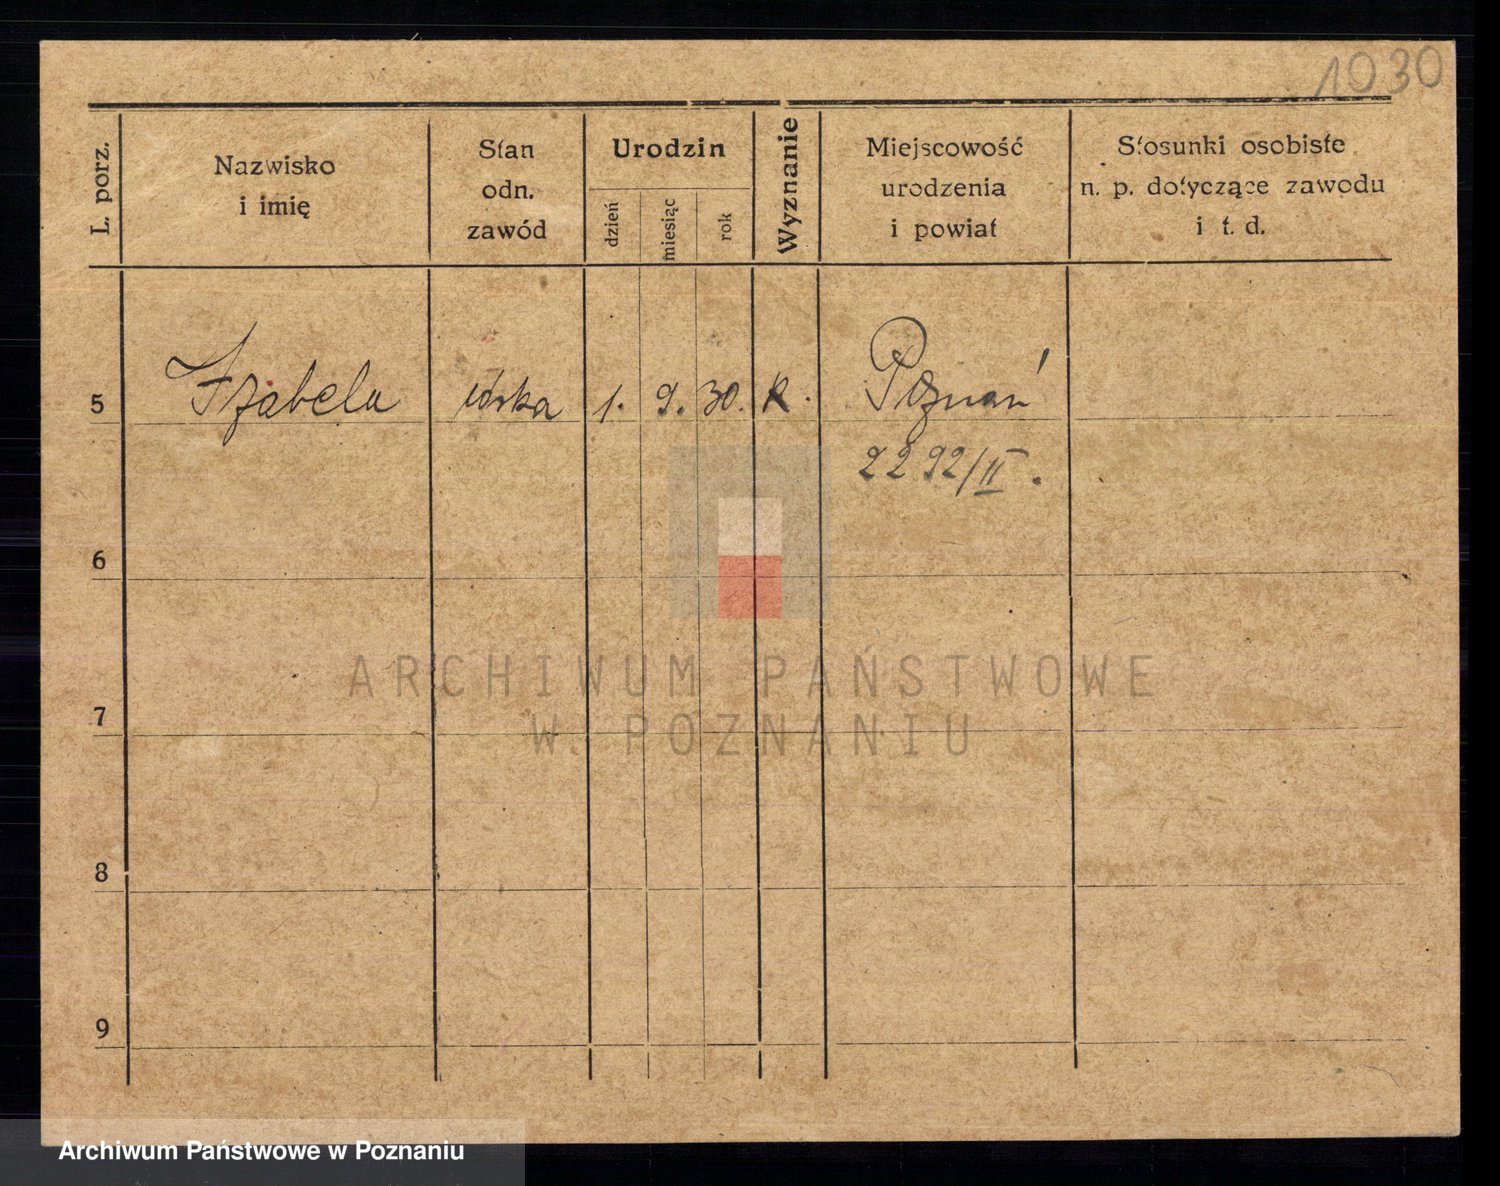 1030
L. porz.
Nazwisko
i imię
Stan
odn.
zawód
Urodzin
dzień
miesiąc
rok
Wyznanie
Miejscowość
urodzenia
i powiat
Stosunki osobiste
n. p. dotyczące zawodu
i t. d.
5 Izabela córka 1. 9. 30. k. Poznań
2292/II.
6
7
8
9
ARCHIWUM PAŃSTWOWE
W POZNANIU
Archiwum Państwowe w Poznaniu